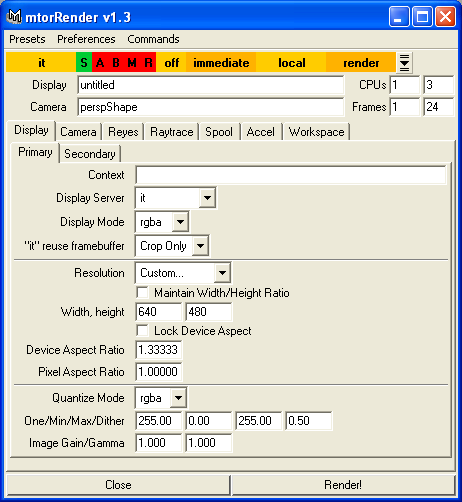 mtorRender v1.3
Presets Preferences Commands
it S A B M R off immediate local render
Display untitled CPUs 1 3
Camera perspShape Frames 1 24
Display Camera Reyes Raytrace Spool Accel Workspace
Primary Secondary
Context
Display Server it
Display Mode rgba
"it" reuse framebuffer Crop Only
Resolution Custom...
Maintain Width/Height Ratio
Width, height 640 480
Lock Device Aspect
Device Aspect Ratio 1.33333
Pixel Aspect Ratio 1.00000
Quantize Mode rgba
One/Min/Max/Dither 255.00 0.00 255.00 0.50
Image Gain/Gamma 1.000 1.000
Close Render!